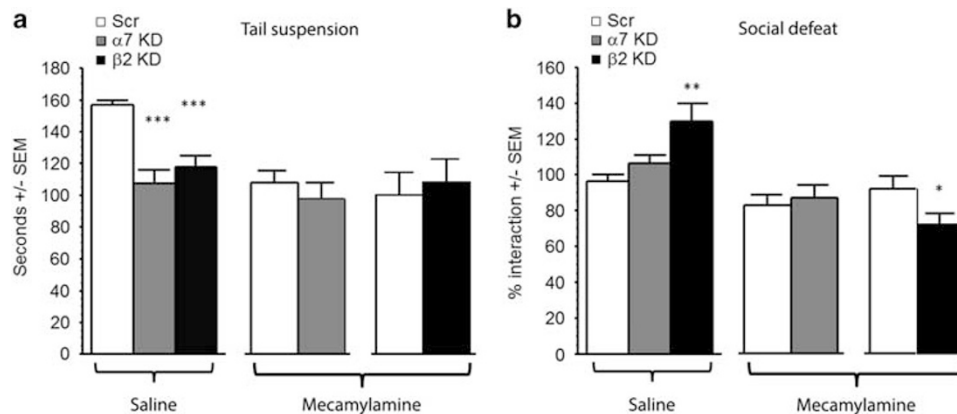 a
Scr
α7 KD
β2 KD
Tail suspension
Seconds +/- SEM
180
160
140
120
100
80
60
40
20
0
***
***
Saline
Mecamylamine
b
Scr
α7 KD
β2 KD
Social defeat
% interaction +/- SEM
160
140
120
100
80
60
40
20
0
**
*
Saline
Mecamylamine